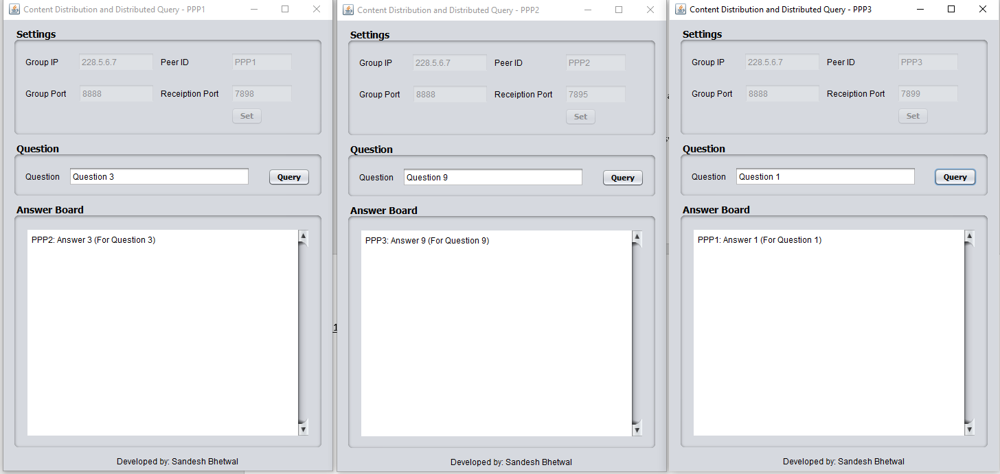 Content Distribution and Distributed Query - PPP1
Settings
Group IP 228.5.6.7 Peer ID PPP1
Group Port 8888 Receiption Port 7898
Set
Question
Question Question 3 Query
Answer Board
PPP2: Answer 3 (For Question 3)
Developed by: Sandesh Bhetwal
Content Distribution and Distributed Query - PPP2
Settings
Group IP 228.5.6.7 Peer ID PPP2
Group Port 8888 Receiption Port 7895
Set
Question
Question Question 9 Query
Answer Board
PPP3: Answer 9 (For Question 9)
Developed by: Sandesh Bhetwal
Content Distribution and Distributed Query - PPP3
Settings
Group IP 228.5.6.7 Peer ID PPP3
Group Port 8888 Receiption Port 7899
Set
Question
Question Question 1 Query
Answer Board
PPP1: Answer 1 (For Question 1)
Developed by: Sandesh Bhetwal